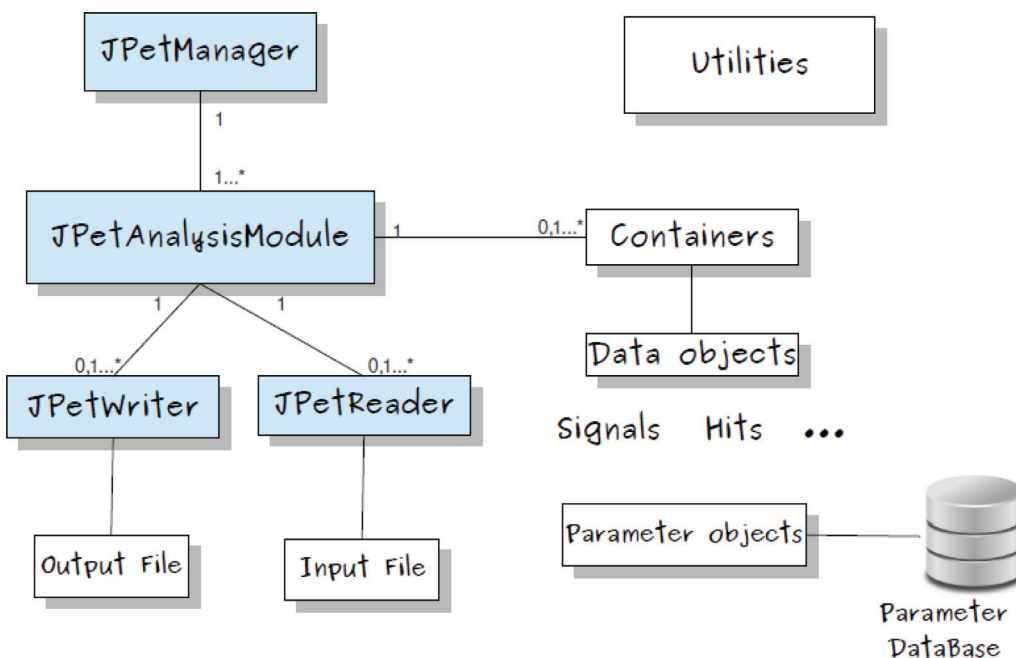 JPetManager
Utilities
1
1...*
JPetAnalysisModule
1
0,1...*
Containers
1
1
0,1...*
0,1...*
Data objects
JPetWriter
JPetReader
Signals Hits ...
Parameter objects
Output File
Input File
Parameter
DataBase